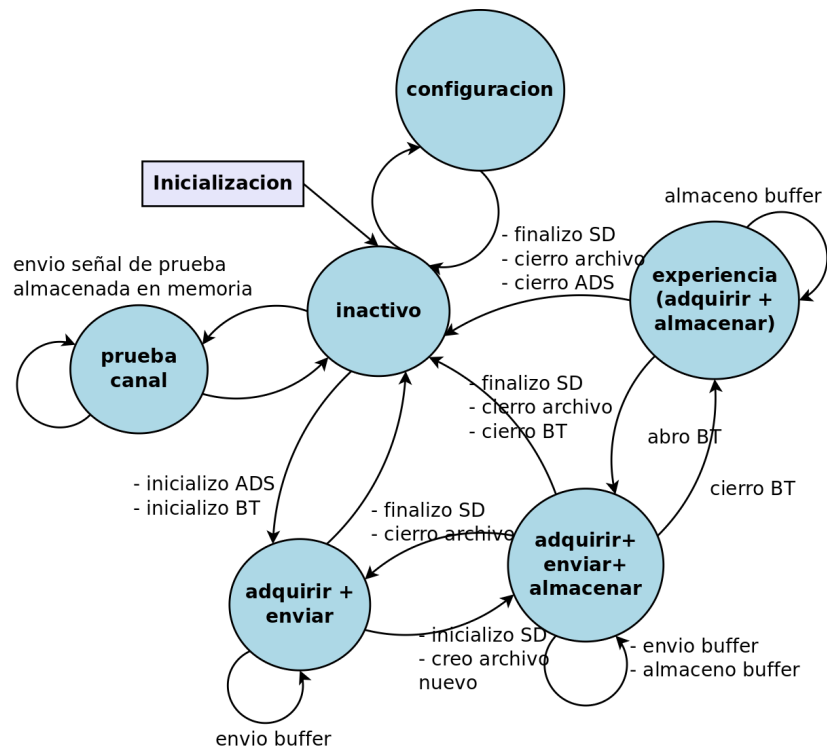 configuracion
Inicializacion
almaceno buffer
- finalizo SD
- cierro archivo
- cierro ADS
experiencia
(adquirir +
almacenar)
envio señal de prueba
almacenada en memoria
inactivo
prueba
canal
- finalizo SD
- cierro archivo
- cierro BT
abro BT
cierro BT
- inicializo ADS
- inicializo BT
- finalizo SD
- cierro archivo
adquirir+
enviar+
almacenar
adquirir +
enviar
- inicializo SD
- creo archivo
nuevo
- envio buffer
- almaceno buffer
envio buffer